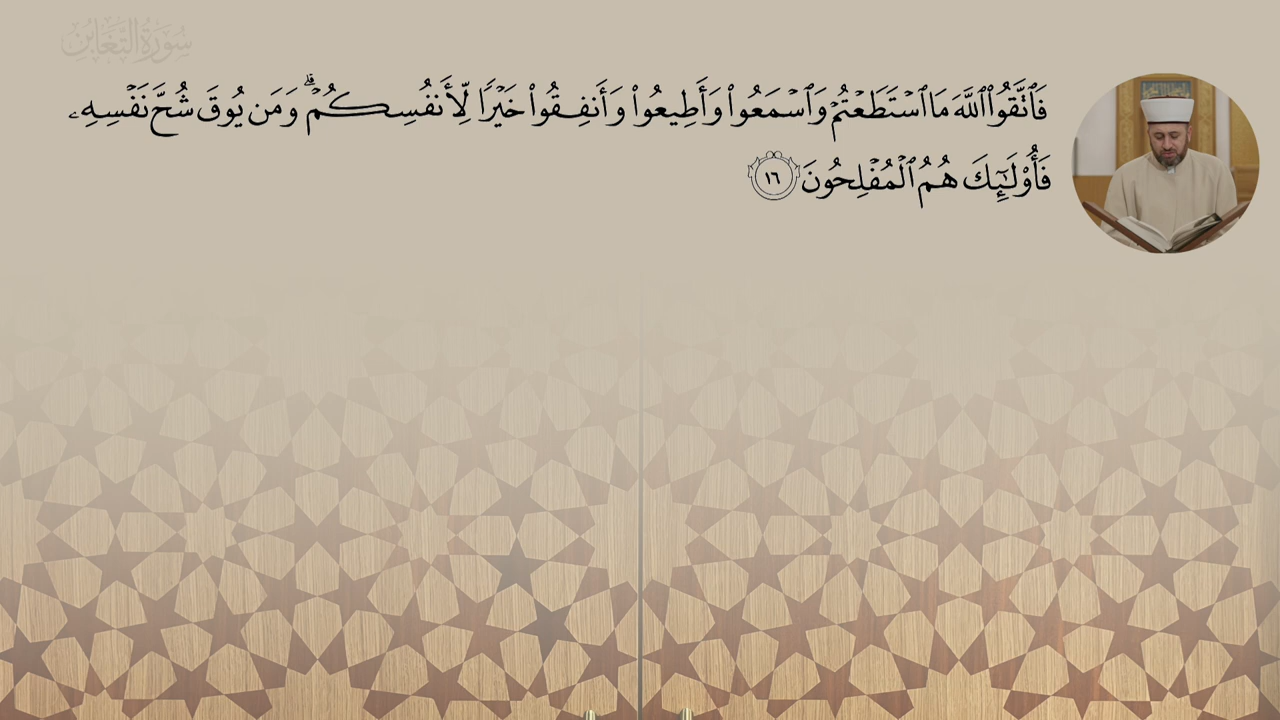 سُورَةُ التَّغَابُنِ
فَٱتَّقُوا۟ ٱللَّهَ مَا ٱسْتَطَعْتُمْ وَٱسْمَعُوا۟ وَأَطِيعُوا۟ وَأَنفِقُوا۟ خَيْرًا لِّأَنفُسِكُمْ ۗ وَمَن يُوقَ شُحَّ نَفْسِهِۦ
فَأُو۟لَـٰٓئِكَ هُمُ ٱلْمُفْلِحُونَ ١٦